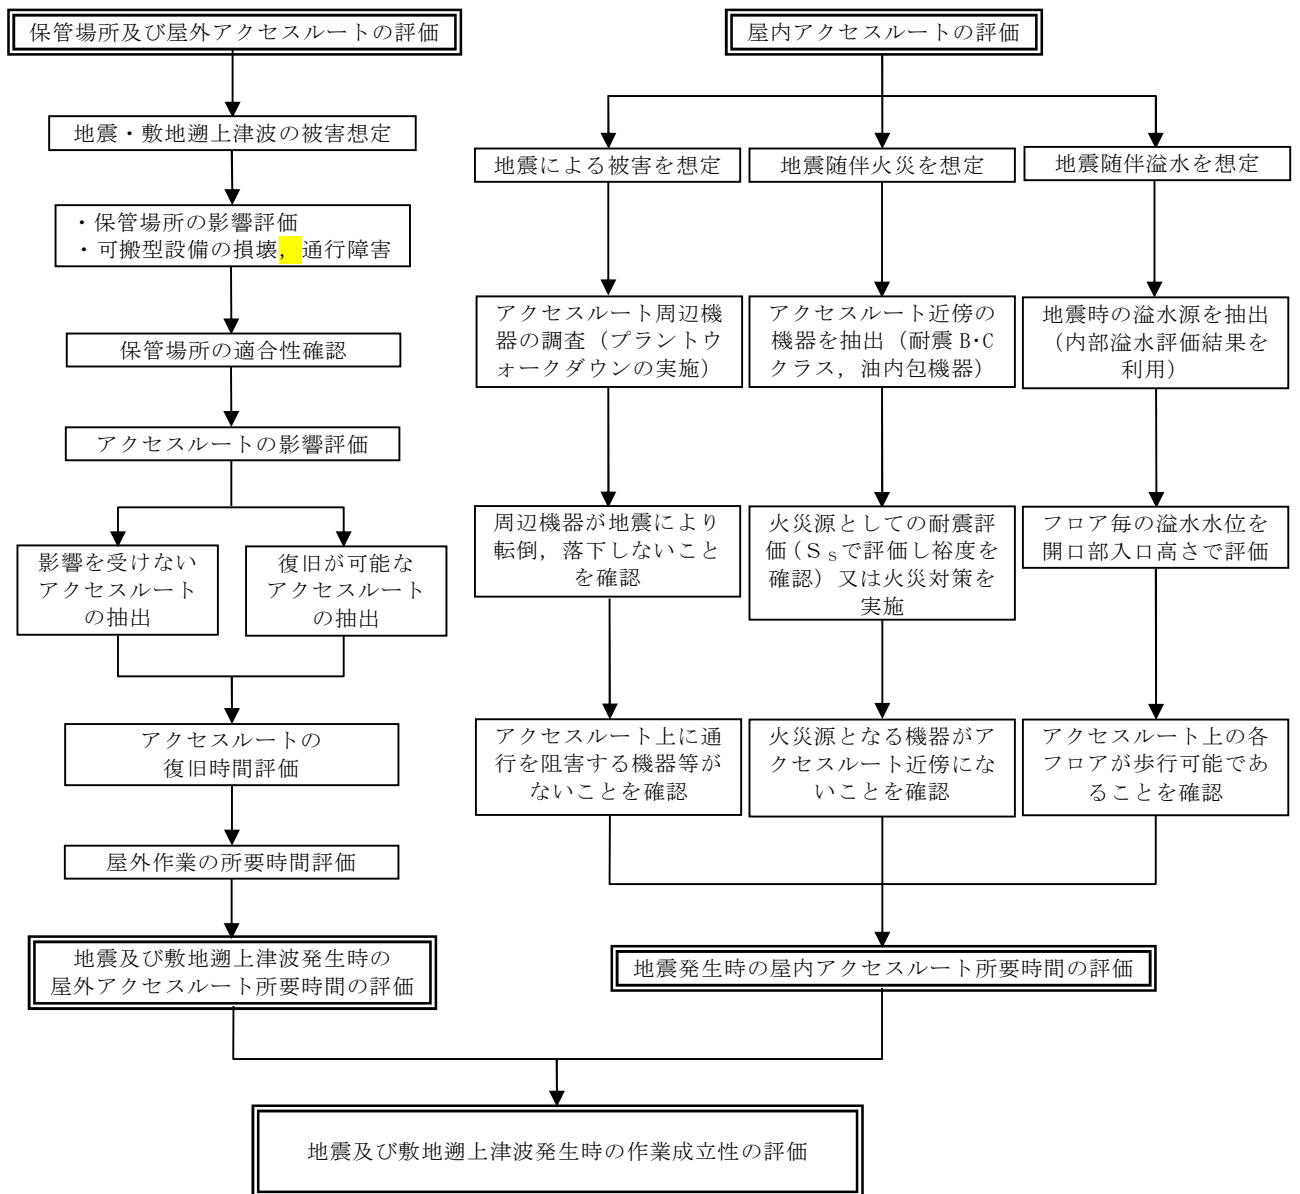 保管場所及び屋外アクセスルートの評価
地震・敷地遡上津波の被害想定
・保管場所の影響評価
・可搬型設備の損壊，通行障害
保管場所の適合性確認
アクセスルートの影響評価
影響を受けない
アクセスルート
の抽出
復旧が可能な
アクセスルート
の抽出
アクセスルートの
復旧時間評価
屋外作業の所要時間評価
地震及び敷地遡上津波発生時の
屋外アクセスルート所要時間の評価
屋内アクセスルートの評価
地震による被害を想定
アクセスルート周辺機
器の調査（プラントウ
ォークダウンの実施）
周辺機器が地震により
転倒，落下しないこと
を確認
アクセスルート上に通
行を阻害する機器等が
ないことを確認
地震随伴火災を想定
アクセスルート近傍の
機器を抽出（耐震 B･C
クラス，油内包機器）
火災源としての耐震評
価（Ｓｓで評価し裕度を
確認）又は火災対策を
実施
火災源となる機器がア
クセスルート近傍にな
いことを確認
地震随伴溢水を想定
地震時の溢水源を抽出
（内部溢水評価結果を
利用）
フロア毎の溢水水位を
開口部入口高さで評価
アクセスルート上の各
フロアが歩行可能であ
ることを確認
地震発生時の屋内アクセスルート所要時間の評価
地震及び敷地遡上津波発生時の作業成立性の評価